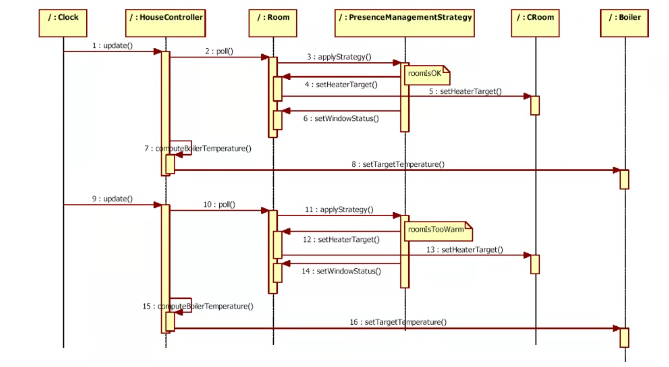 / : Clock
/ : HouseController
/ : Room
/ : PresenceManagementStrategy
/ : CRoom
/ : Boiler
1 : update()
2 : poll()
3 : applyStrategy()
roomIsOK
4 : setHeaterTarget()
5 : setHeaterTarget()
6 : setWindowStatus()
7 : computeBoilerTemperature()
8 : setTargetTemperature()
9 : update()
10 : poll()
11 : applyStrategy()
roomIsTooWarm
12 : setHeaterTarget()
13 : setHeaterTarget()
14 : setWindowStatus()
15 : computeBoilerTemperature()
16 : setTargetTemperature()